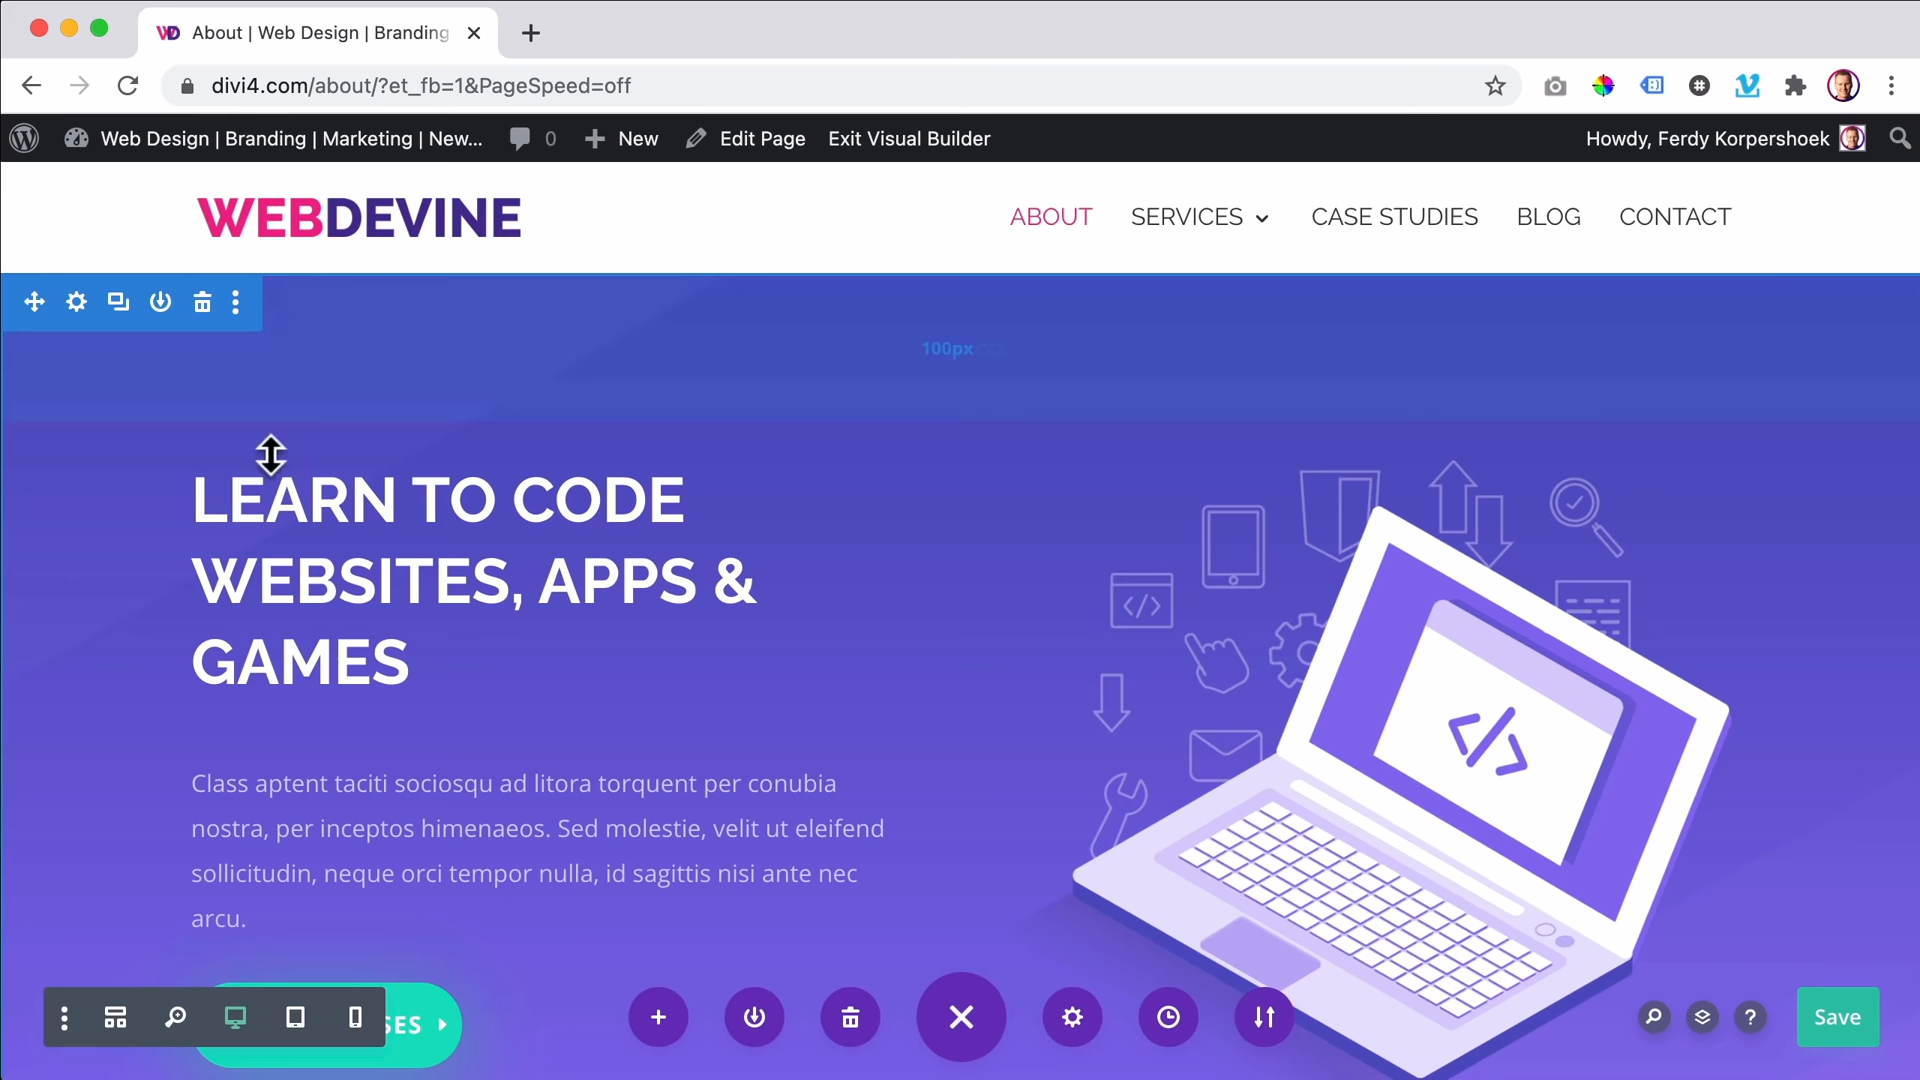 About | Web Design | Branding
divi4.com/about/?et_fb=1&PageSpeed=off
Web Design | Branding | Marketing | New...
0
New
Edit Page
Exit Visual Builder
Howdy, Ferdy Korpershoek
WEBDEVINE
ABOUT
SERVICES
CASE STUDIES
BLOG
CONTACT
100px
LEARN TO CODE
WEBSITES, APPS &
GAMES
</>
</>
Class aptent taciti sociosqu ad litora torquent per conubia
nostra, per inceptos himenaeos. Sed molestie, velit ut eleifend
sollicitudin, neque orci tempor nulla, id sagittis nisi ante nec
arcu.
SES
?
Save